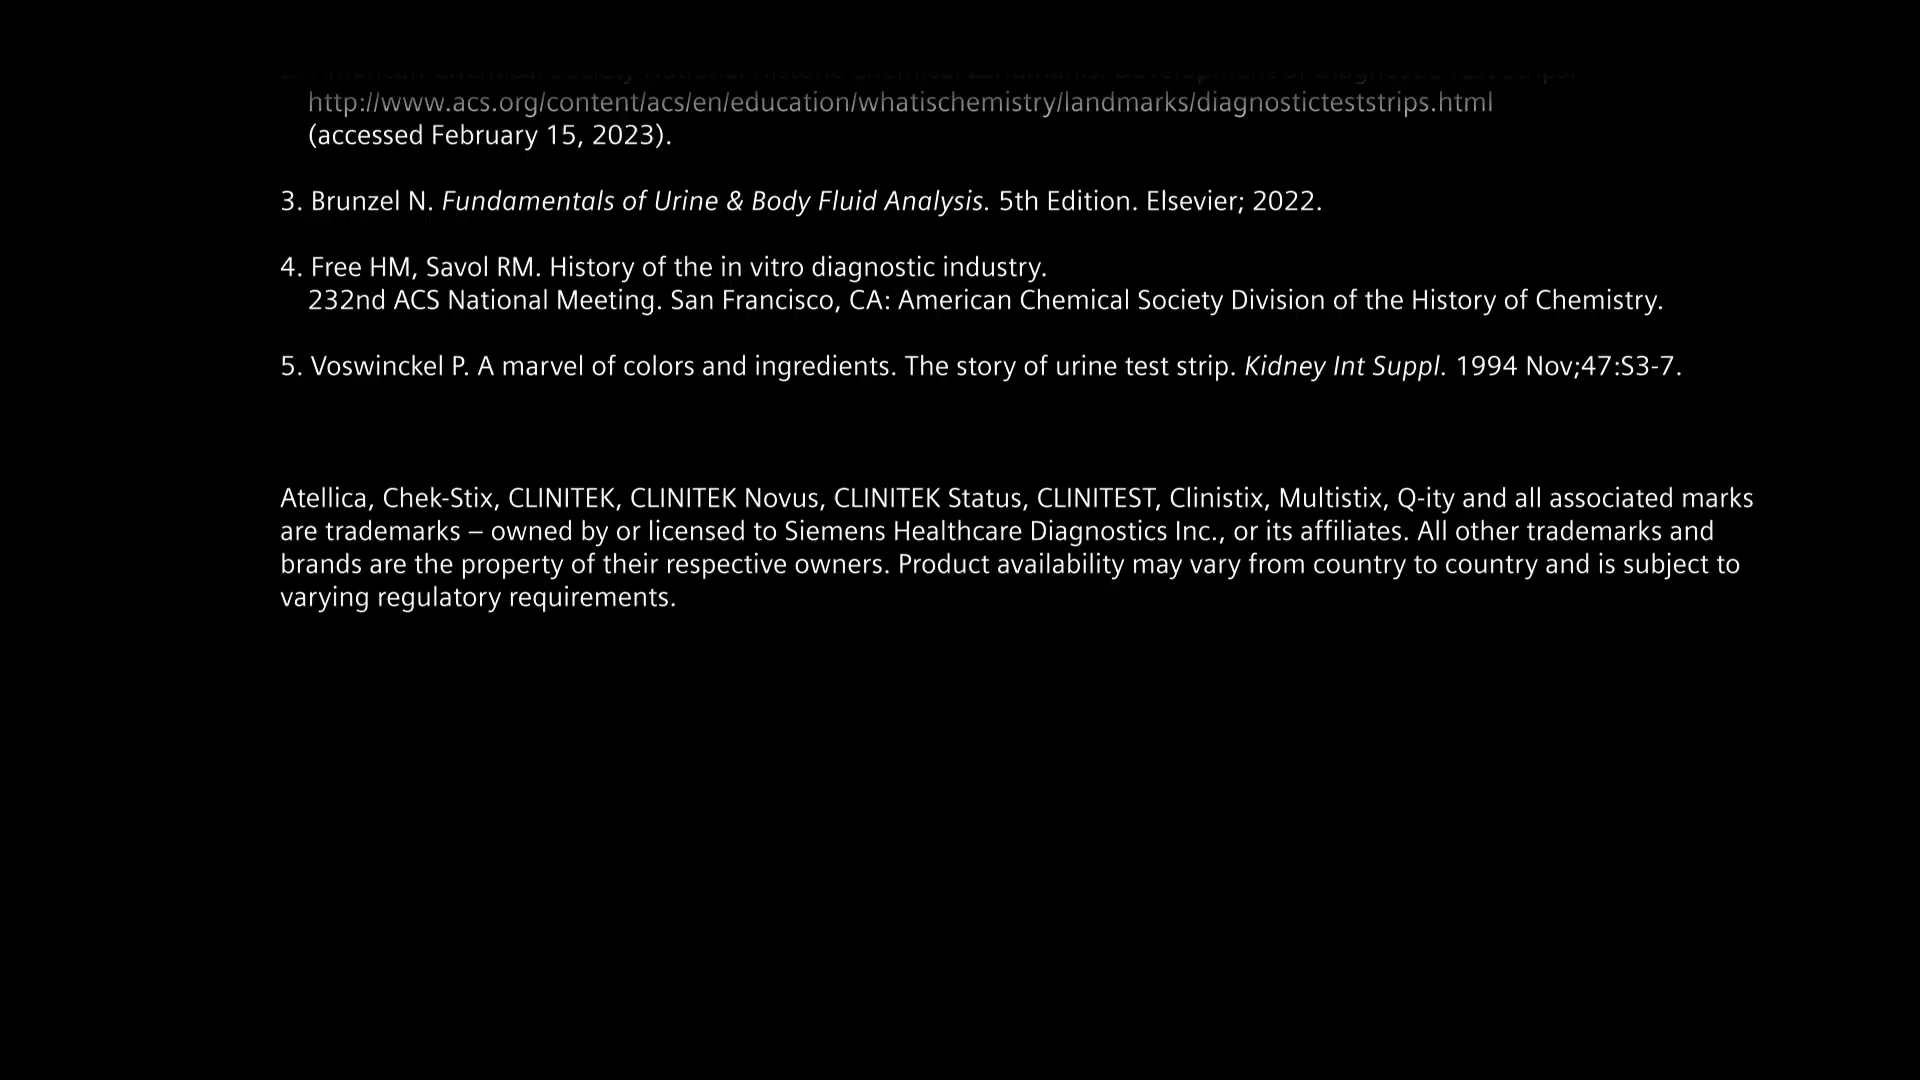 http://www.acs.org/content/acs/en/education/whatischemistry/landmarks/diagnosticteststrips.html
(accessed February 15, 2023).
3. Brunzel N. Fundamentals of Urine & Body Fluid Analysis. 5th Edition. Elsevier; 2022.
4. Free HM, Savol RM. History of the in vitro diagnostic industry.
232nd ACS National Meeting. San Francisco, CA: American Chemical Society Division of the History of Chemistry.
5. Voswinckel P. A marvel of colors and ingredients. The story of urine test strip. Kidney Int Suppl. 1994 Nov;47:S3-7.
Atellica, Chek-Stix, CLINITEK, CLINITEK Novus, CLINITEK Status, CLINITEST, Clinistix, Multistix, Q-ity and all associated marks
are trademarks – owned by or licensed to Siemens Healthcare Diagnostics Inc., or its affiliates. All other trademarks and
brands are the property of their respective owners. Product availability may vary from country to country and is subject to
varying regulatory requirements.